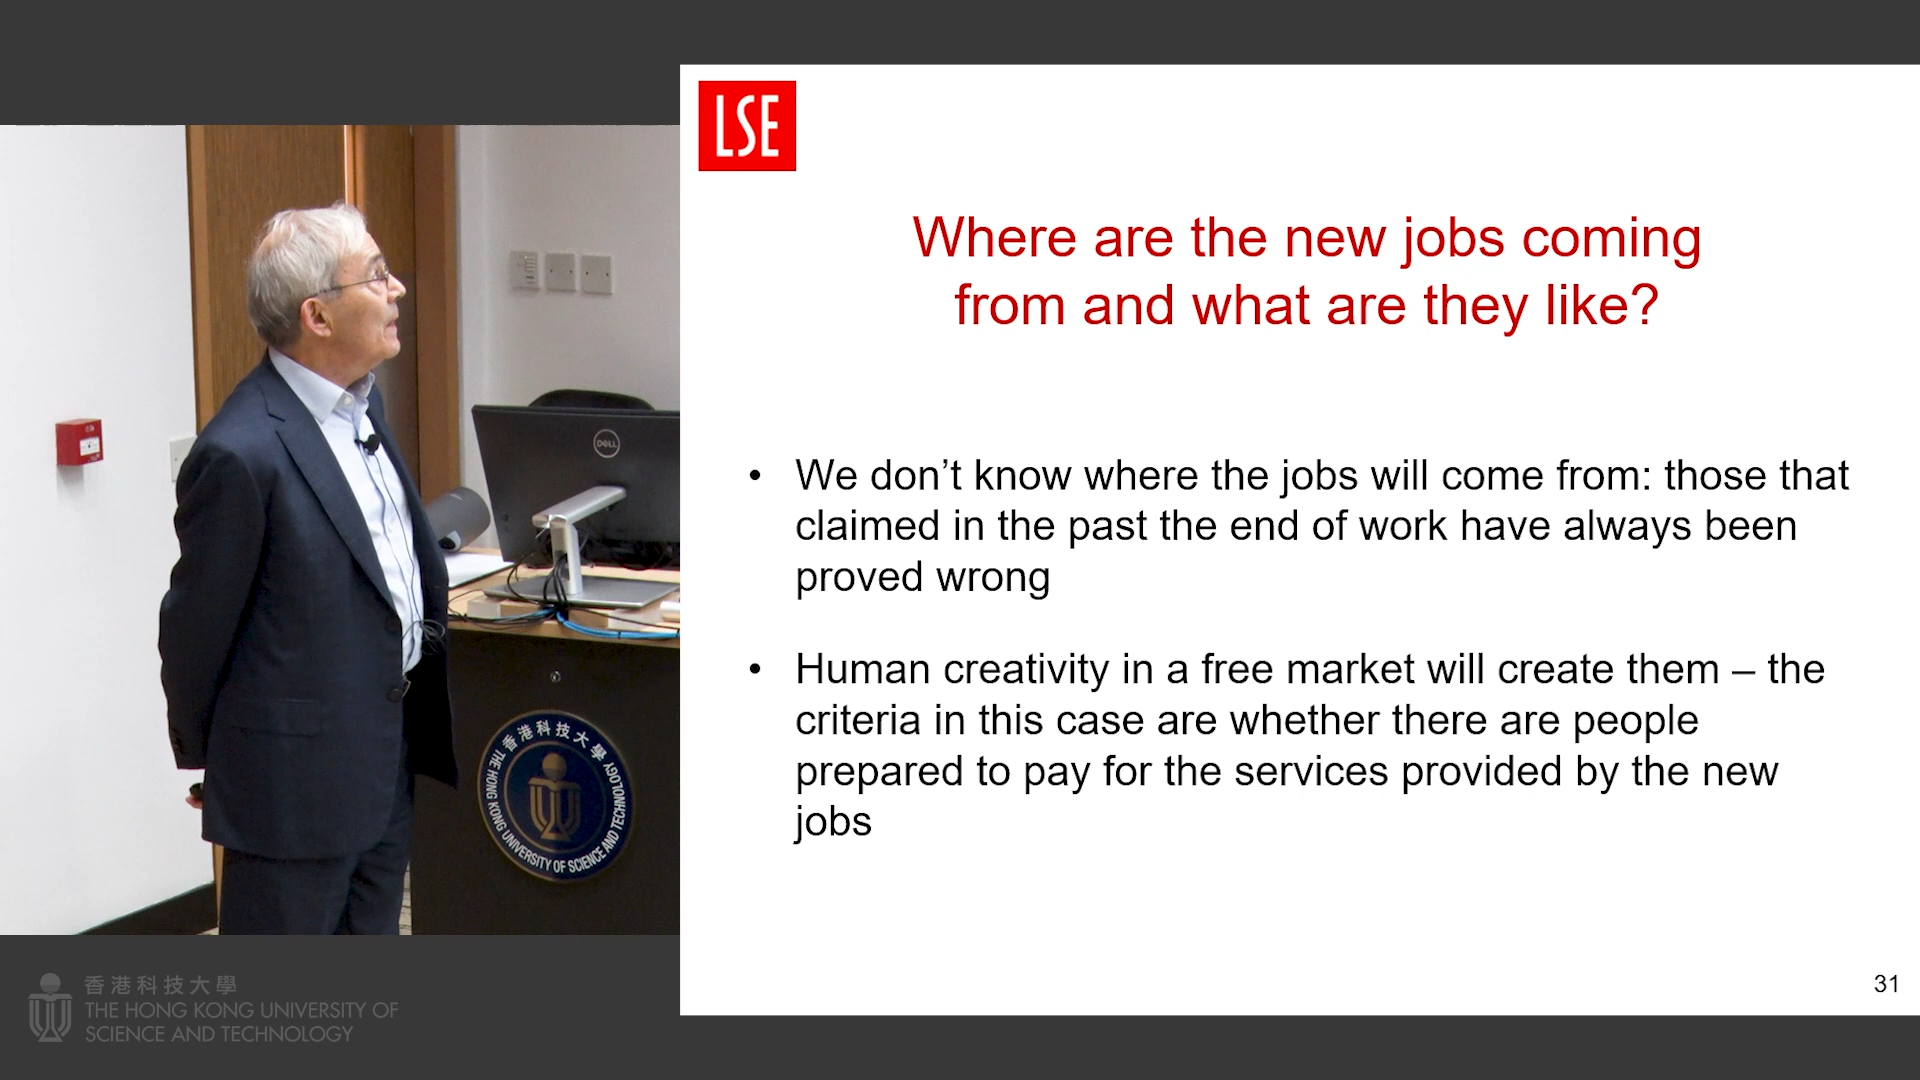 LSE
Where are the new jobs coming
from and what are they like?
• We don’t know where the jobs will come from: those that
claimed in the past the end of work have always been
proved wrong
• Human creativity in a free market will create them – the
criteria in this case are whether there are people
prepared to pay for the services provided by the new
jobs
31
DELL
香港科技大學
THE HONG KONG UNIVERSITY OF SCIENCE AND TECHNOLOGY
香港科技大學
THE HONG KONG UNIVERSITY OF
SCIENCE AND TECHNOLOGY